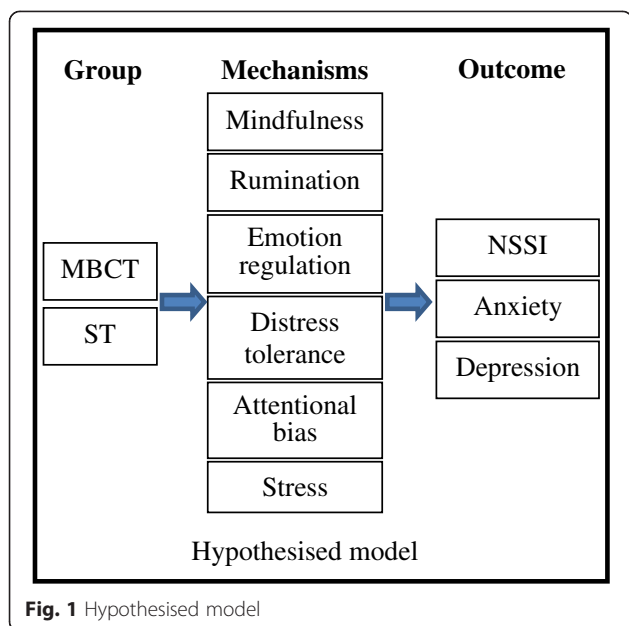 Group Mechanisms Outcome
Mindfulness
Rumination
Emotion
regulation
Distress
tolerance
Attentional
bias
Stress
MBCT
ST
NSSI
Anxiety
Depression
Hypothesised model
Fig. 1 Hypothesised model